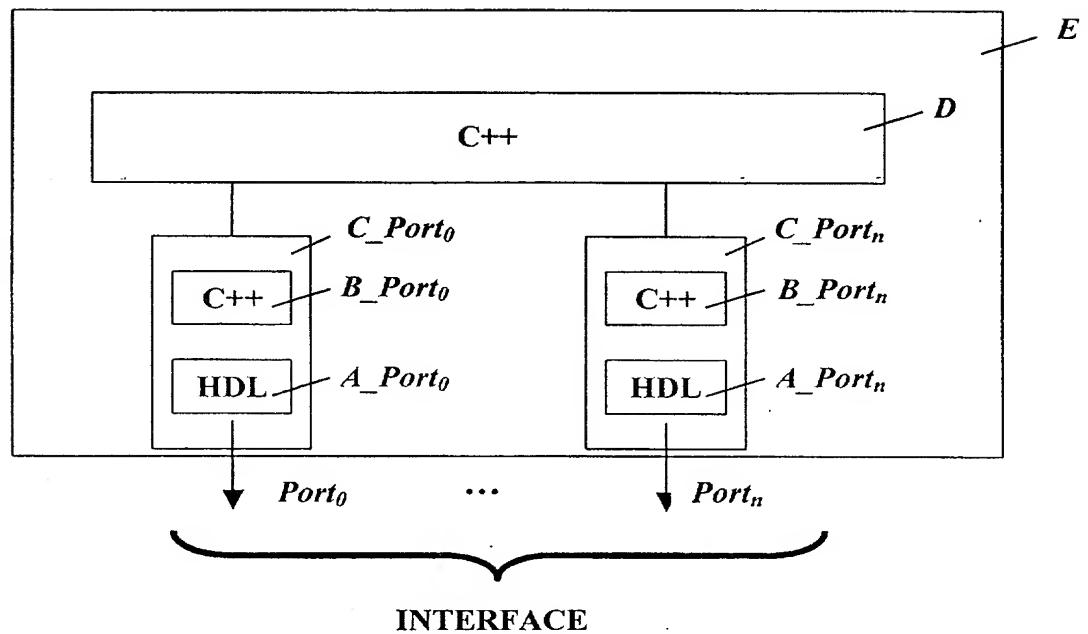 E
D
C++
C_Port₀
C_Portₙ
C++
B_Port₀
C++
B_Portₙ
HDL
A_Port₀
HDL
A_Portₙ
Port₀
...
Portₙ
INTERFACE